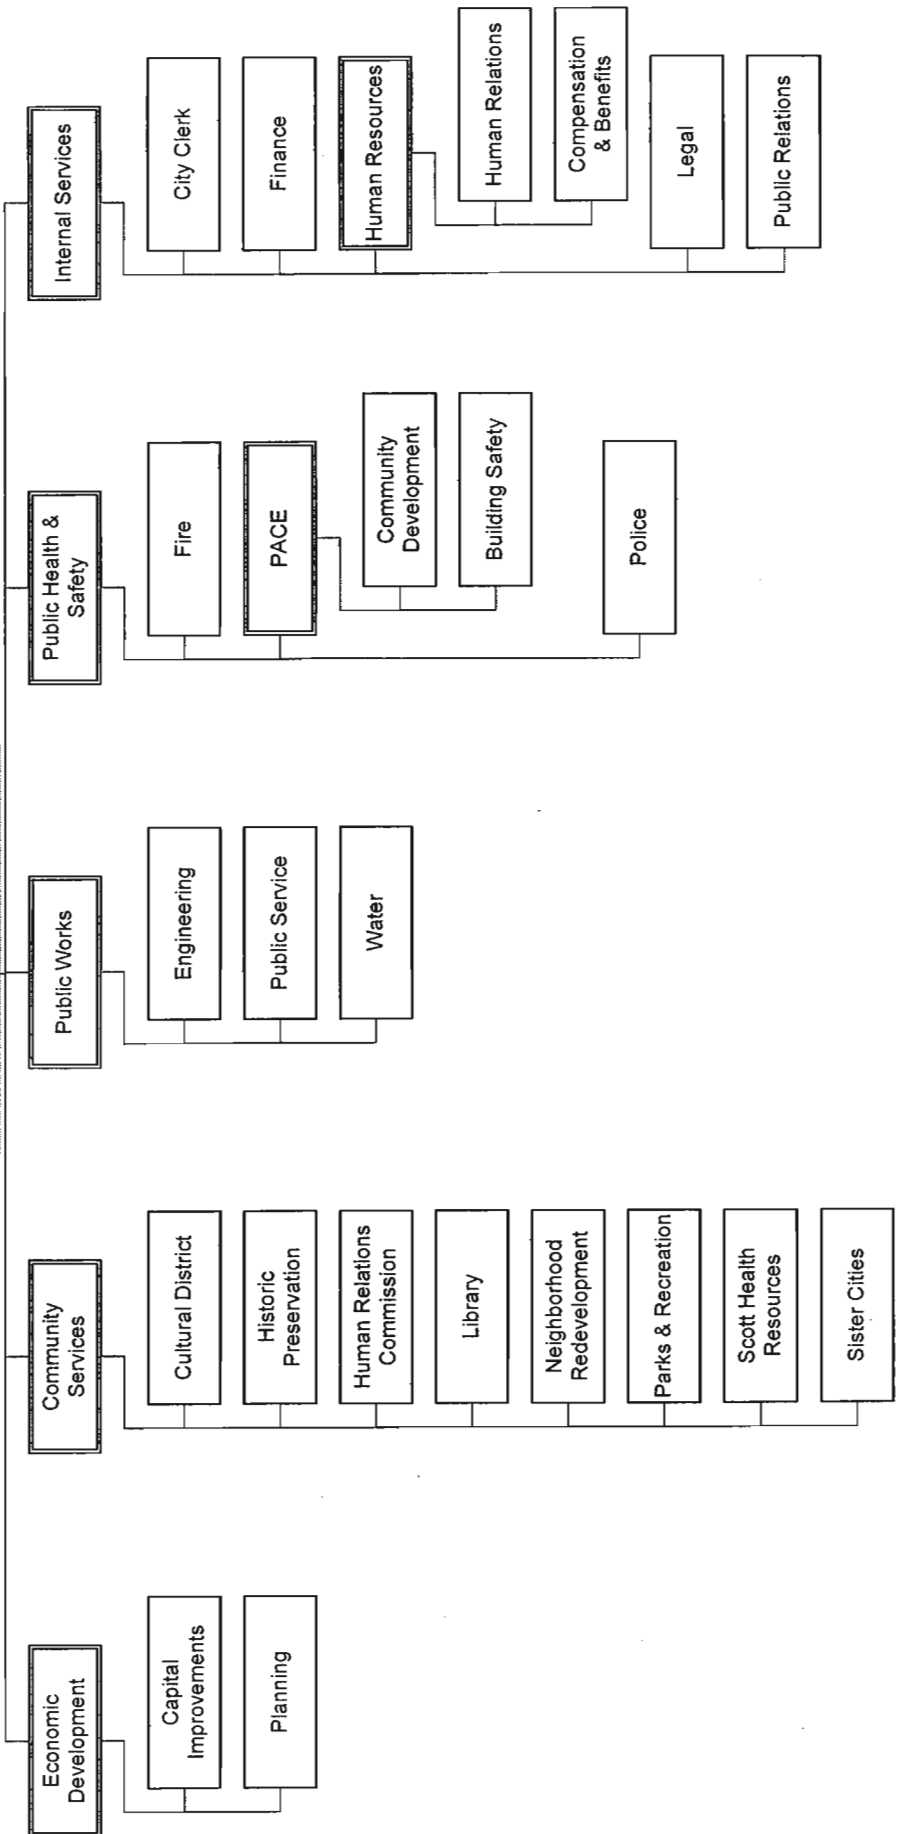 Economic
Development
Capital
Improvements
Planning
Community
Services
Cultural District
Historic
Preservation
Human Relations
Commission
Library
Neighborhood
Redevelopment
Parks & Recreation
Scott Health
Resources
Sister Cities
Public Works
Engineering
Public Service
Water
Public Health &
Safety
Fire
PACE
Community
Development
Building Safety
Police
Internal Services
City Clerk
Finance
Human Resources
Human Relations
Compensation
& Benefits
Legal
Public Relations